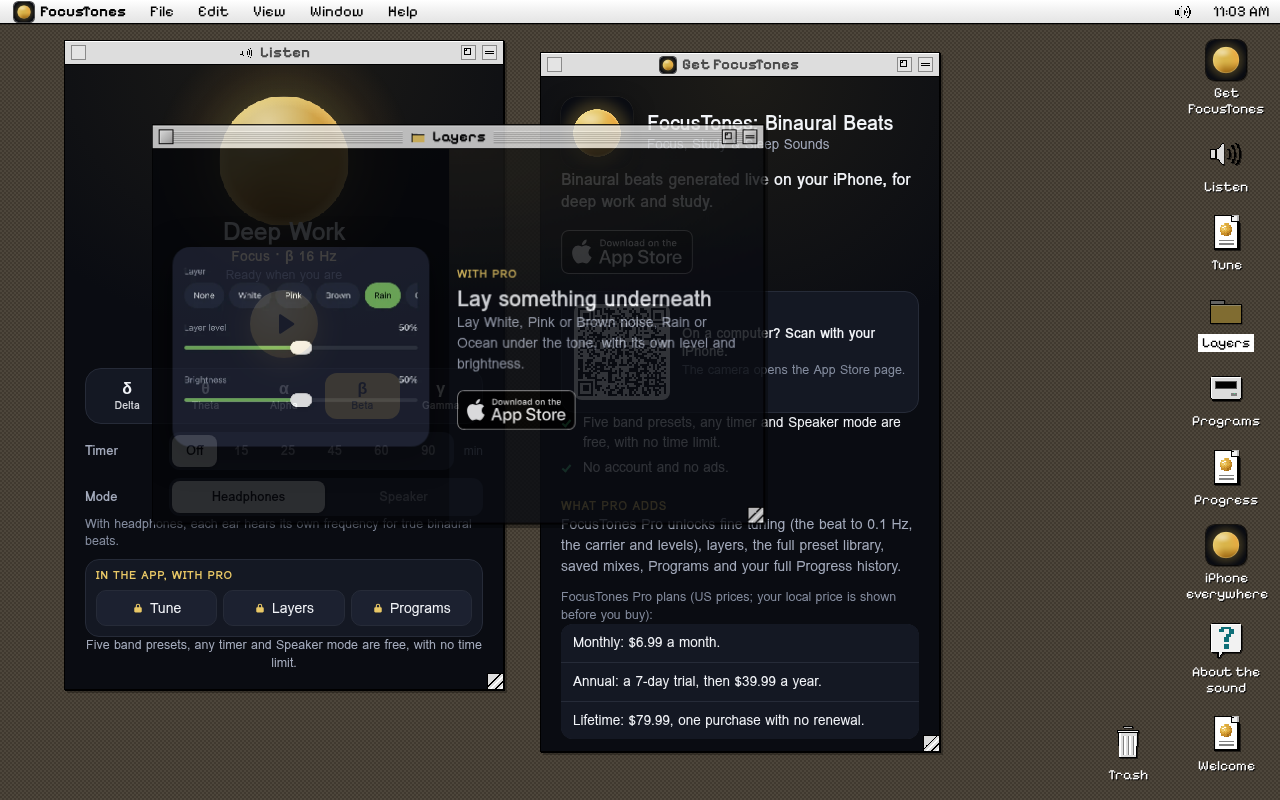 FocusTones File Edit View Window Help 11:03 AM
Listen
Deep Work
Focus · β 16 Hz
Ready when you are
δ θ α β γ
Delta Theta Alpha Beta Gamma
Timer Off 15 25 45 60 90 min
Mode Headphones Speaker
With headphones, each ear hears its own frequency for true binaural
beats.
IN THE APP, WITH PRO
Tune Layers Programs
Five band presets, any timer and Speaker mode are free, with no time
limit.
Layers
Layer
None White Pink Brown Rain
Layer level 50%
Brightness 50%
WITH PRO
Lay something underneath
Lay White, Pink or Brown noise, Rain or
Ocean under the tone, with its own level and
brightness.
Download on the
App Store
Get FocusTones
FocusTones: Binaural Beats
Focus, Study & Sleep Sounds
Binaural beats generated live on your iPhone, for
deep work and study.
Download on the
App Store
On a computer? Scan with your
iPhone.
The camera opens the App Store page.
Five band presets, any timer and Speaker mode are
free, with no time limit.
No account and no ads.
WHAT PRO ADDS
FocusTones Pro unlocks fine tuning (the beat to 0.1 Hz,
the carrier and levels), layers, the full preset library,
saved mixes, Programs and your full Progress history.
FocusTones Pro plans (US prices; your local price is shown
before you buy):
Monthly: $6.99 a month.
Annual: a 7-day trial, then $39.99 a year.
Lifetime: $79.99, one purchase with no renewal.
Get
FocusTones
Listen
Tune
Layers
Programs
Progress
iPhone
everywhere
?
About the
sound
Welcome
Trash